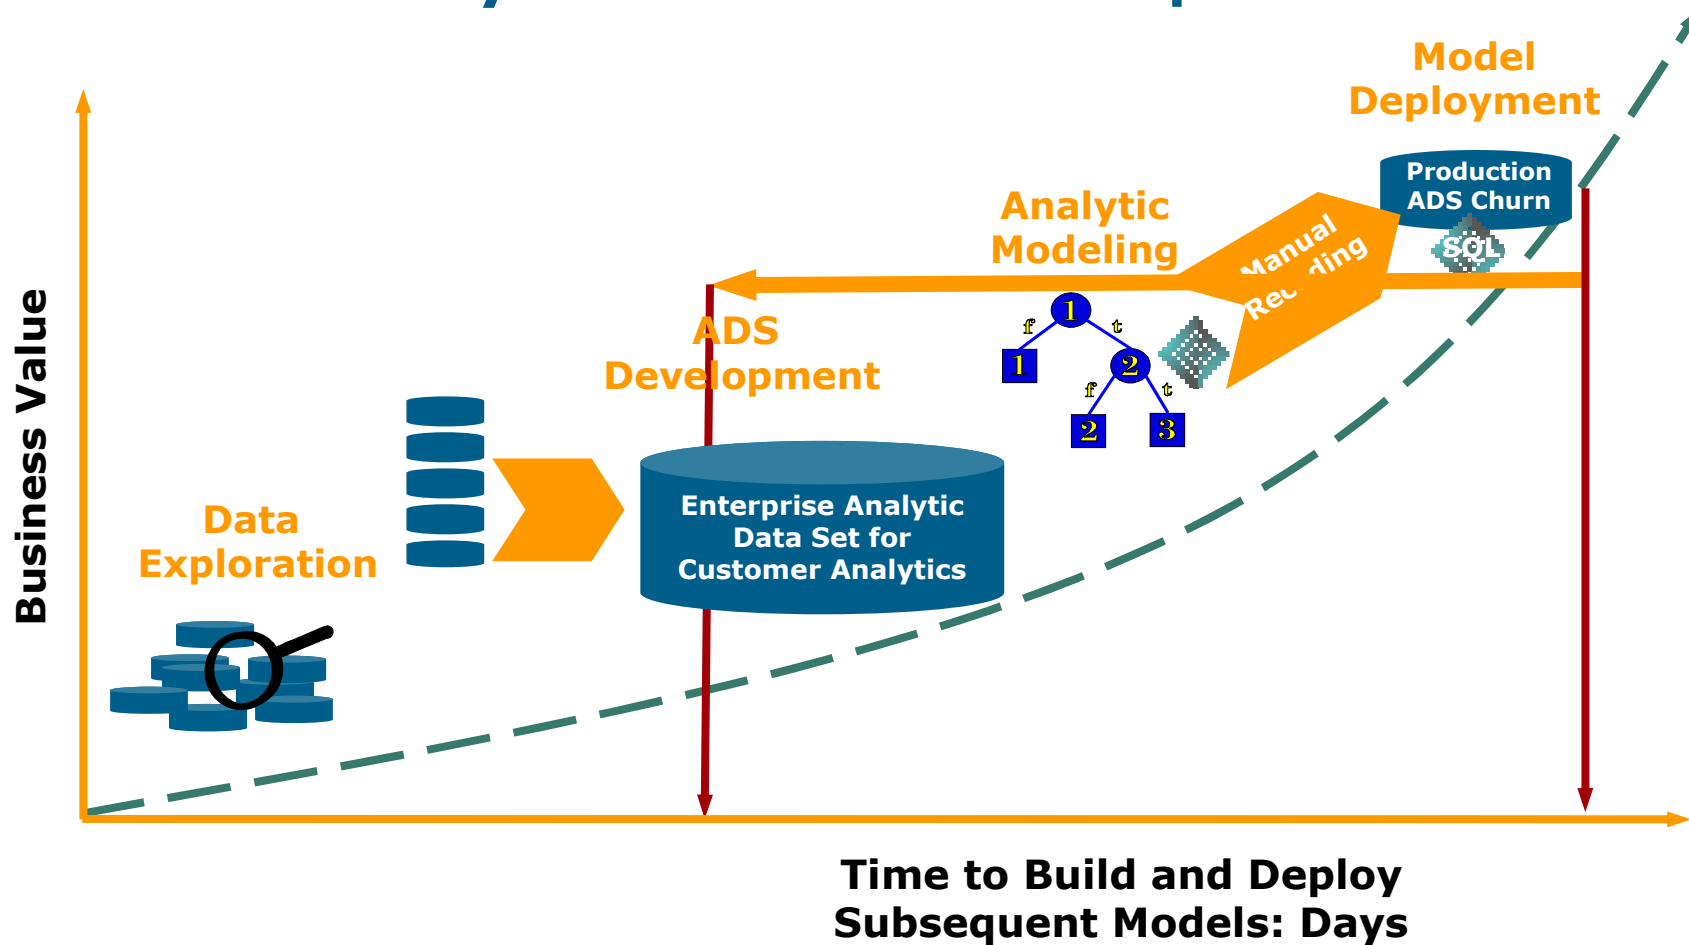 Model
Deployment
Production
ADS Churn
SQL
Analytic
Modeling
Manual
ADS
Development
1
f
t
1
2
f
t
2
3
Enterprise Analytic
Data Set for
Customer Analytics
Data
Exploration
Business Value
Time to Build and Deploy
Subsequent Models: Days